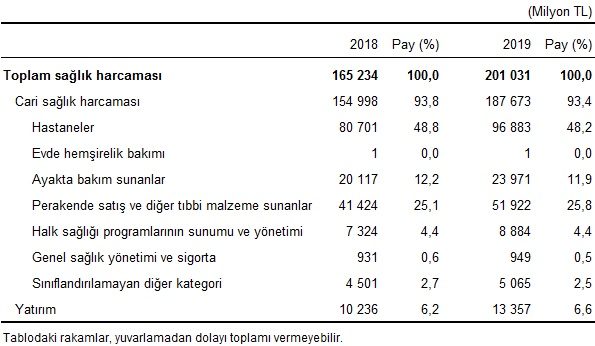 (Milyon TL)
2018 Pay (%) 2019 Pay (%)
Toplam sağlık harcaması 165 234 100,0 201 031 100,0
Cari sağlık harcaması 154 998 93,8 187 673 93,4
Hastaneler 80 701 48,8 96 883 48,2
Evde hemşirelik bakımı 1 0,0 1 0,0
Ayakta bakım sunanlar 20 117 12,2 23 971 11,9
Perakende satış ve diğer tıbbi malzeme sunanlar 41 424 25,1 51 922 25,8
Halk sağlığı programlarının sunumu ve yönetimi 7 324 4,4 8 884 4,4
Genel sağlık yönetimi ve sigorta 931 0,6 949 0,5
Sınıflandırılamayan diğer kategori 4 501 2,7 5 065 2,5
Yatırım 10 236 6,2 13 357 6,6
Tablodaki rakamlar, yuvarlamadan dolayı toplamı vermeyebilir.